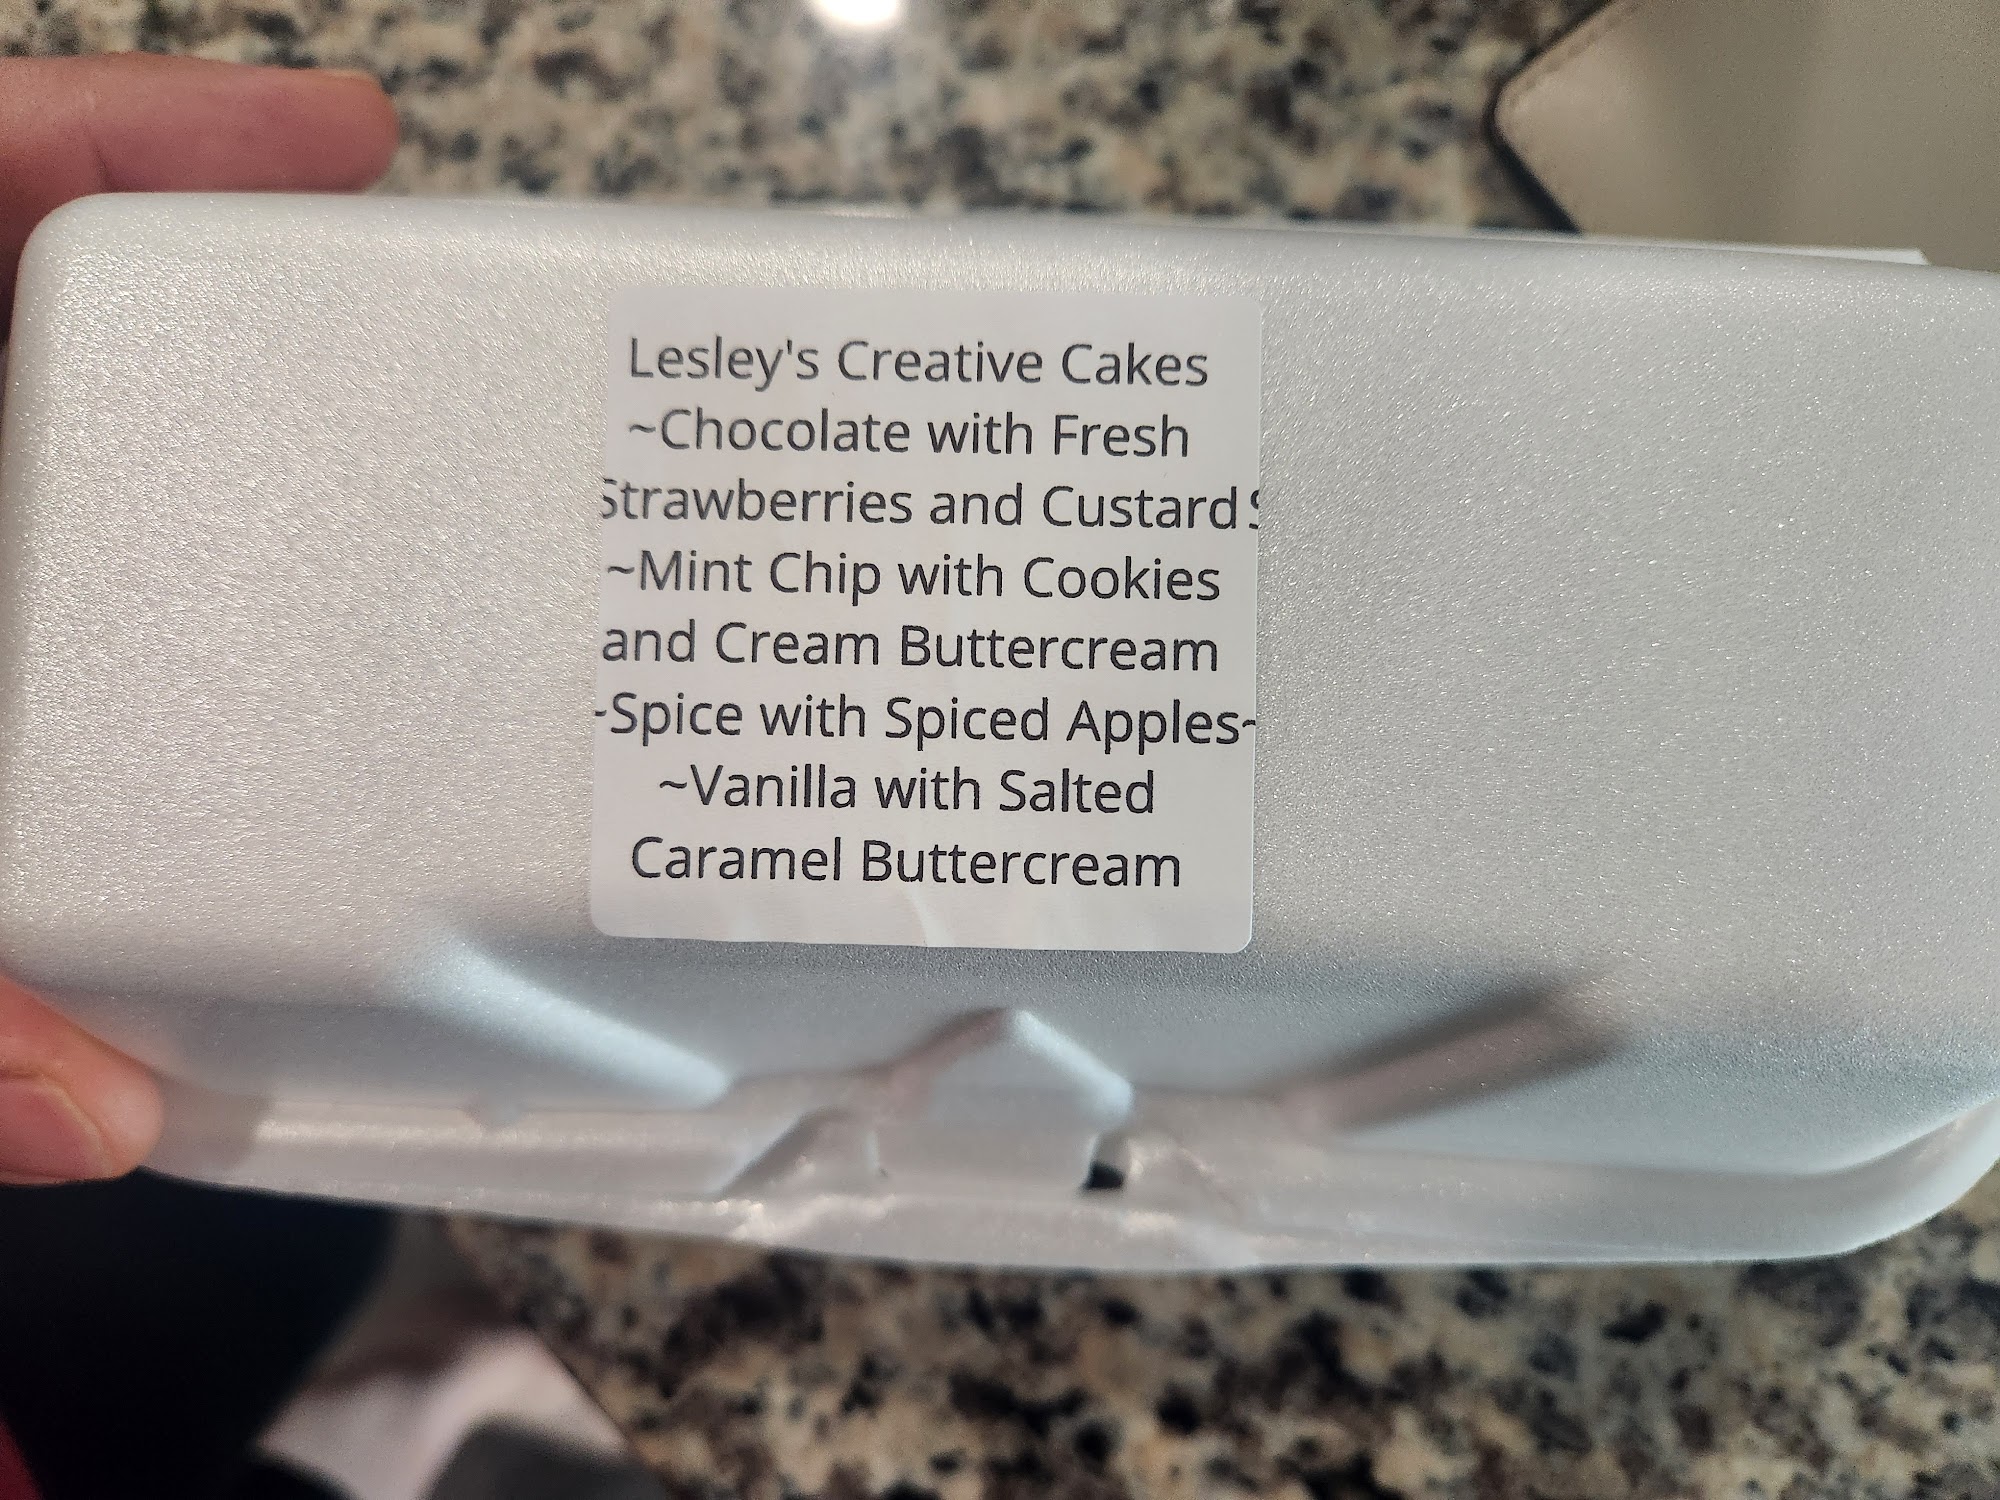 Lesley's Creative Cakes
~Chocolate with Fresh
Strawberries and Custard S
~Mint Chip with Cookies
and Cream Buttercream
~Spice with Spiced Apples~
~Vanilla with Salted
Caramel Buttercream